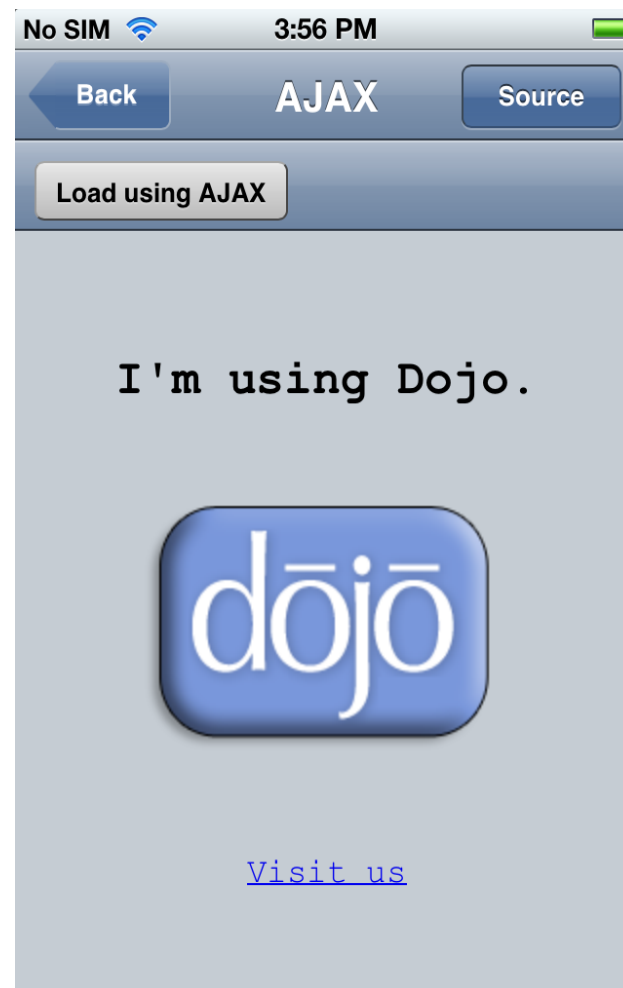 No SIM 3:56 PM
Back AJAX Source
Load using AJAX
I'm using Dojo.
dōjō
Visit us